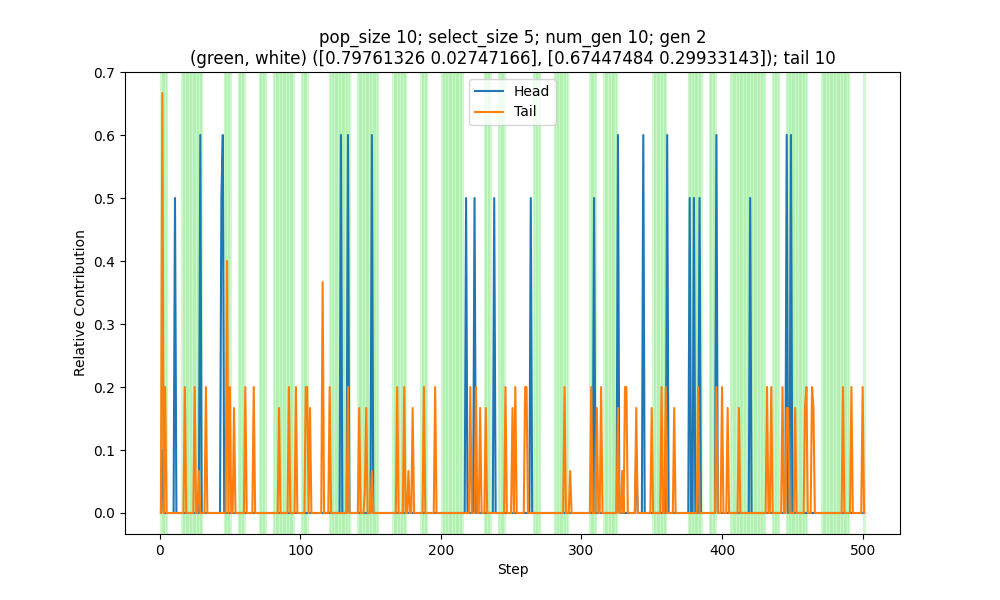 pop_size 10; select_size 5; num_gen 10; gen 2
(green, white) ([0.79761326 0.02747166], [0.67447484 0.29933143]); tail 10
Head
Tail
Relative Contribution
0.7
0.6
0.5
0.4
0.3
0.2
0.1
0.0
0 100 200 300 400 500
Step